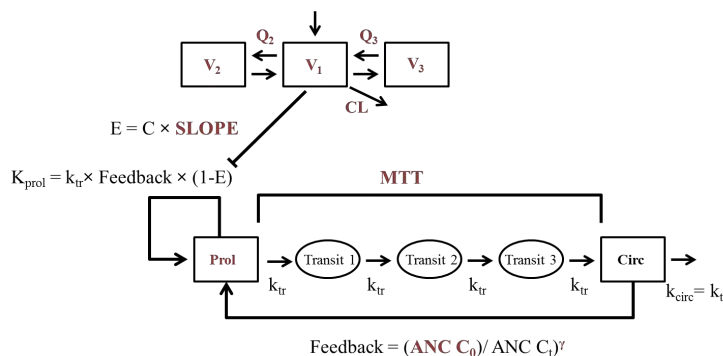 Q₂ Q₃
V₂ V₁ V₃
CL
E = C × SLOPE
Kₚᵣₒₗ = kₜᵣ× Feedback × (1-E)
MTT
Prol Transit 1 Transit 2 Transit 3 Circ
kₜᵣ kₜᵣ kₜᵣ kₜᵣ k_circ= kₜ
Feedback = (ANC C₀)/ ANC Cₜ)ᵞ